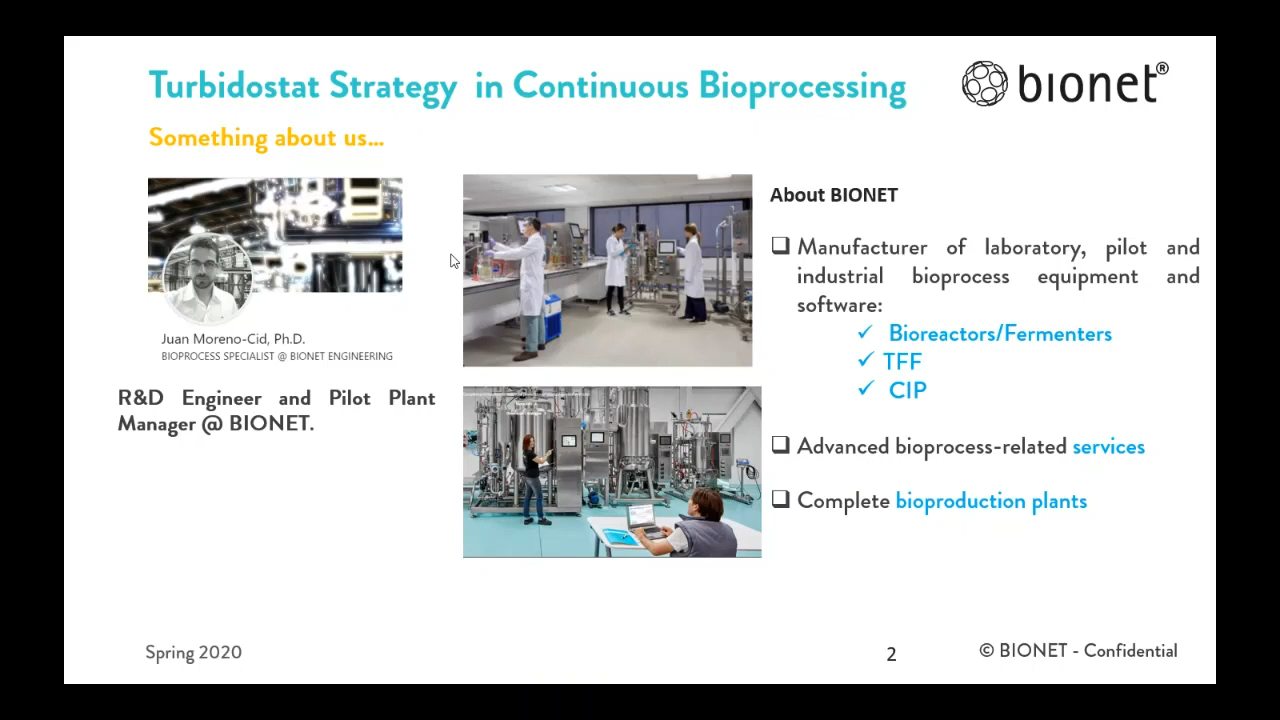 Turbidostat Strategy in Continuous Bioprocessing
bıonet®
Something about us...
Juan Moreno-Cid, Ph.D.
BIOPROCESS SPECIALIST @ BIONET ENGINEERING
R&D Engineer and Pilot Plant
Manager @ BIONET.
About BIONET
Manufacturer of laboratory, pilot and
industrial bioprocess equipment and
software:
✓ Bioreactors/Fermenters
✓ TFF
✓ CIP
Advanced bioprocess-related services
Complete bioproduction plants
Spring 2020
2
© BIONET - Confidential